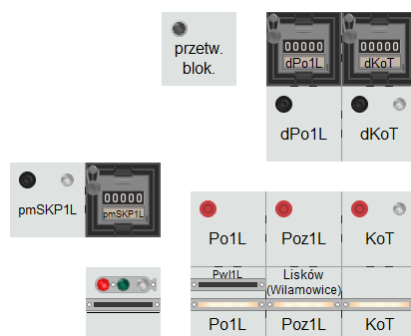 przetw.
blok.
00000
dPo1L
00000
dKoT
dPo1L
dKoT
pmSKP1L
00000
pmSKP1L
Po1L
Poz1L
KoT
PwI1L
Lisków
(Wilamowice)
Po1L
Poz1L
KoT